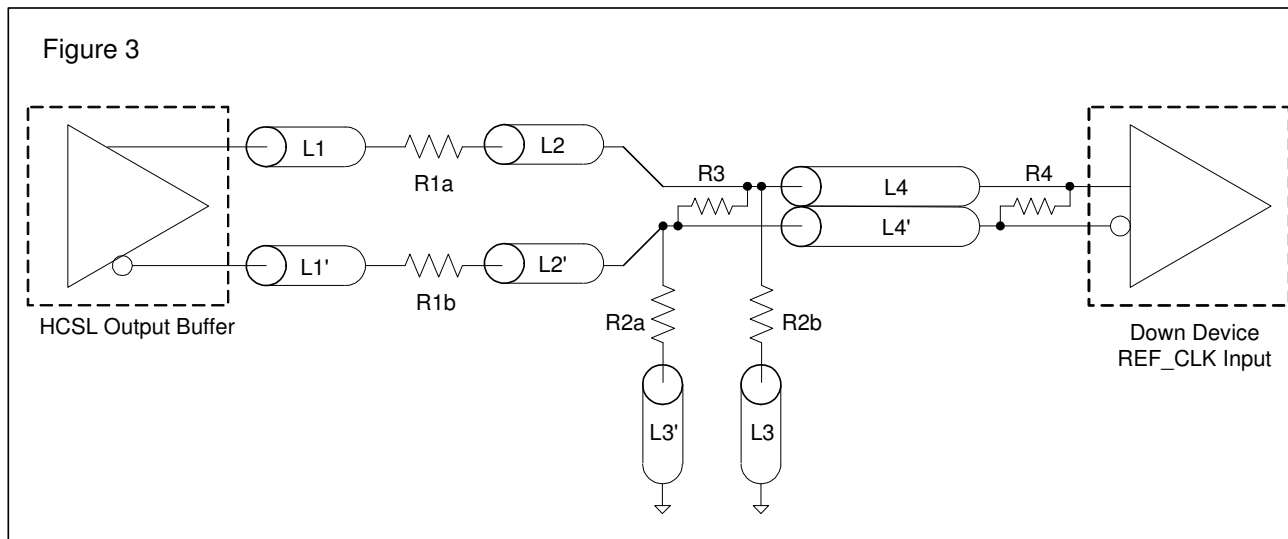 Figure 3
L1
R1a
L2
R3
L4
R4
L4'
L1'
R1b
L2'
HCSL Output Buffer
R2a
R2b
Down Device
REF_CLK Input
L3'
L3